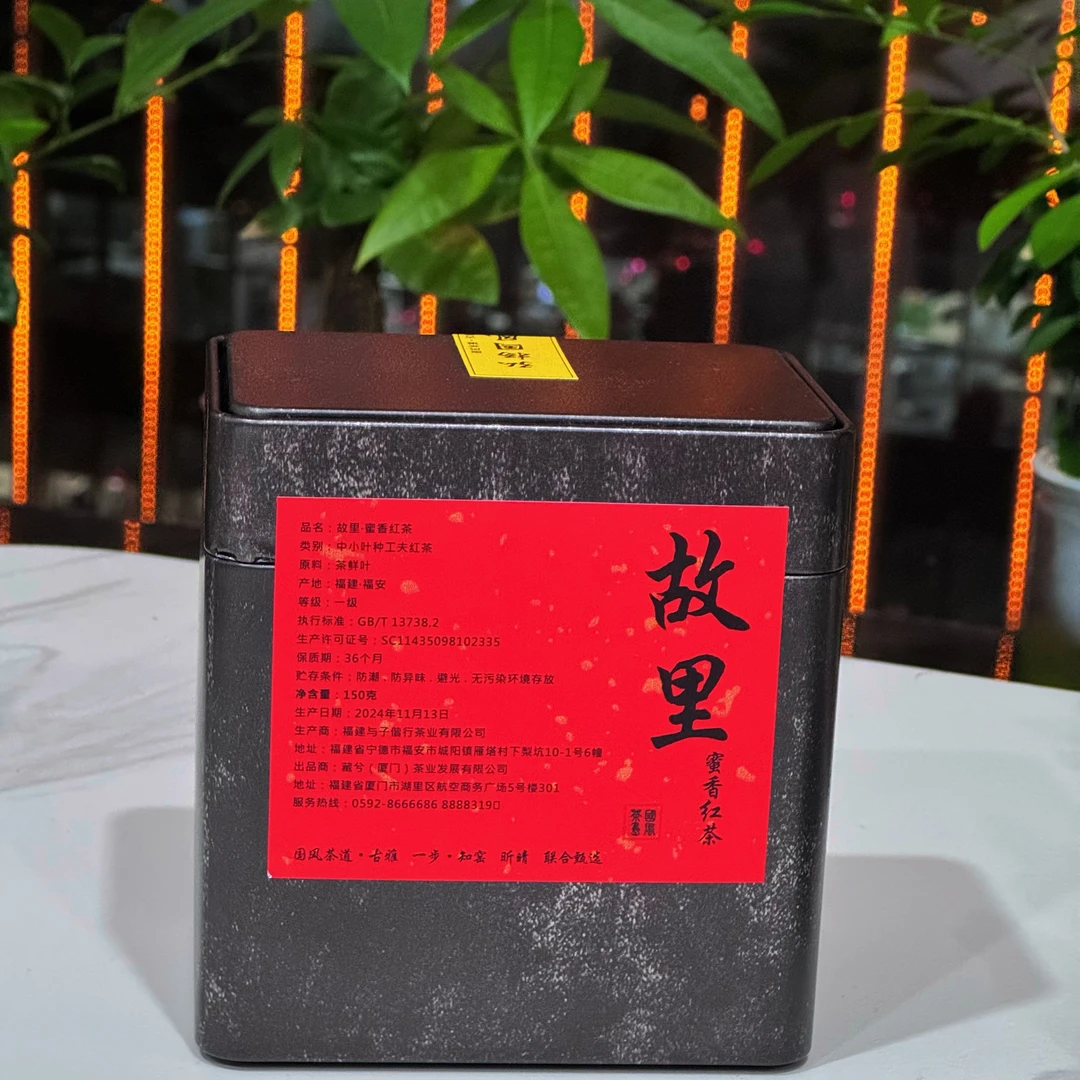 弘扬国
品名：故里·蜜香红茶
类别：中小叶种工夫红茶
原料：茶鲜叶
产地：福建·福安
等级：一级
执行标准：GB/T 13738.2
生产许可证号：SC11435098102335
保质期：36个月
贮存条件：防潮．防异味．避光．无污染环境存放
净含量：150克
生产日期：2024年11月13日
生产商：福建与子偕行茶业有限公司
地址：福建省宁德市福安市城阳镇雁塔村下梨坑10-1号6幢
出品商：藏兮（厦门）茶业发展有限公司
地址：福建省厦门市湖里区航空商务广场5号楼301
服务热线：0592-8666686 8888319
国风茶道·古雅 一步·知窑 昕晴 联合甄选
故里
蜜香红茶
國風